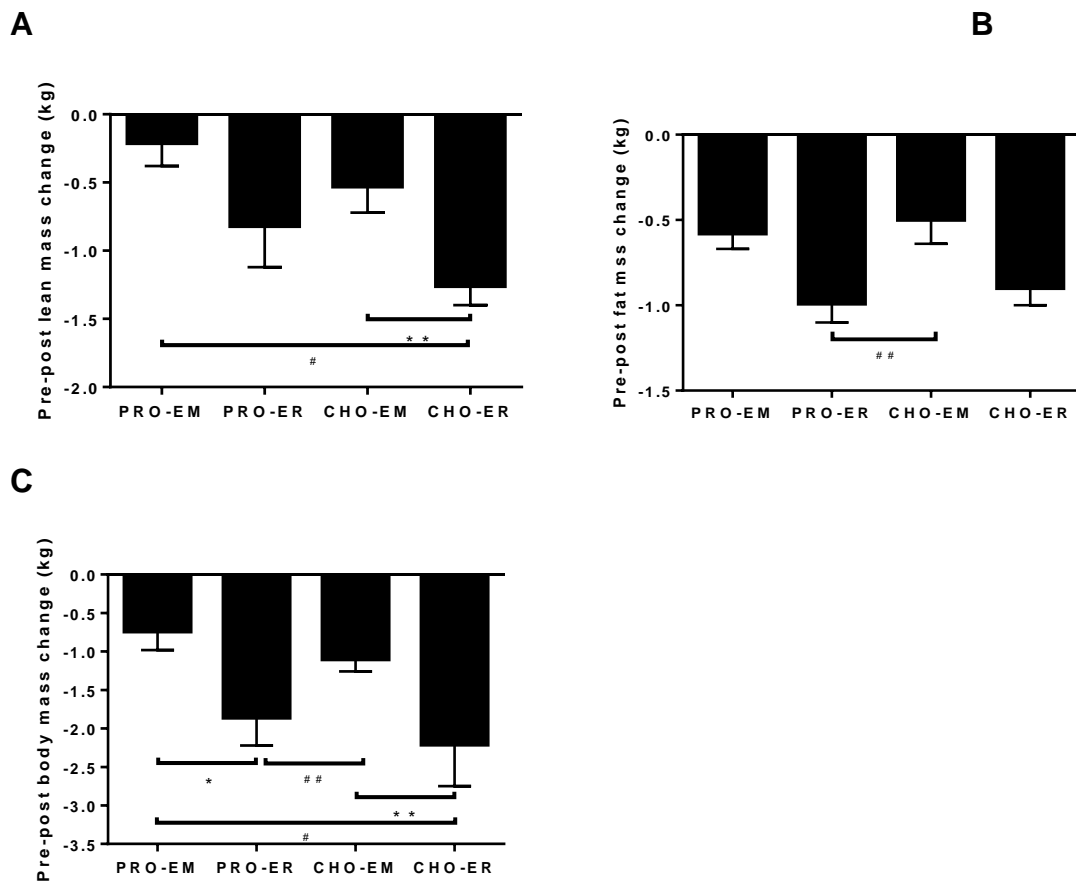 A
B
Pre-post lean mass change (kg)
0.0
-0.5
-1.0
-1.5
-2.0
* *
#
PRO-EM PRO-ER CHO-EM CHO-ER
Pre-post fat mss change (kg)
0.0
-0.5
-1.0
-1.5
# #
PRO-EM PRO-ER CHO-EM CHO-ER
C
Pre-post body mass change (kg)
0.0
-0.5
-1.0
-1.5
-2.0
-2.5
-3.0
-3.5
*
# #
* *
#
PRO-EM PRO-ER CHO-EM CHO-ER